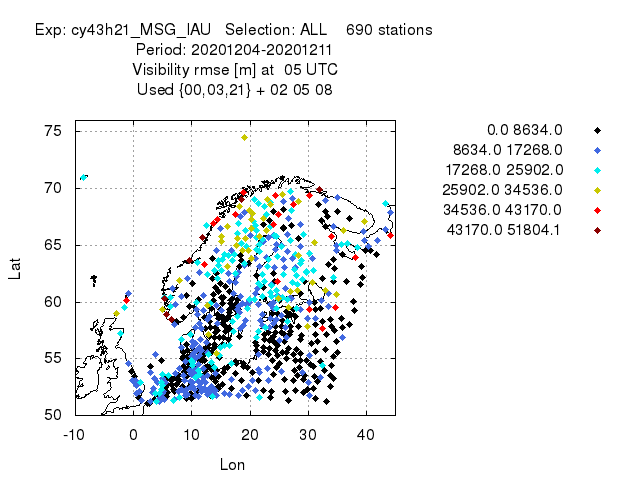 Exp: cy43h21_MSG_IAU   Selection: ALL    690 stations
Period: 20201204-20201211
Visibility rmse [m] at  05 UTC
Used {00,03,21} + 02 05 08
0.0 8634.0
8634.0 17268.0
17268.0 25902.0
25902.0 34536.0
34536.0 43170.0
43170.0 51804.1
75
70
65
60
55
50
Lat
-10 0 10 20 30 40
Lon